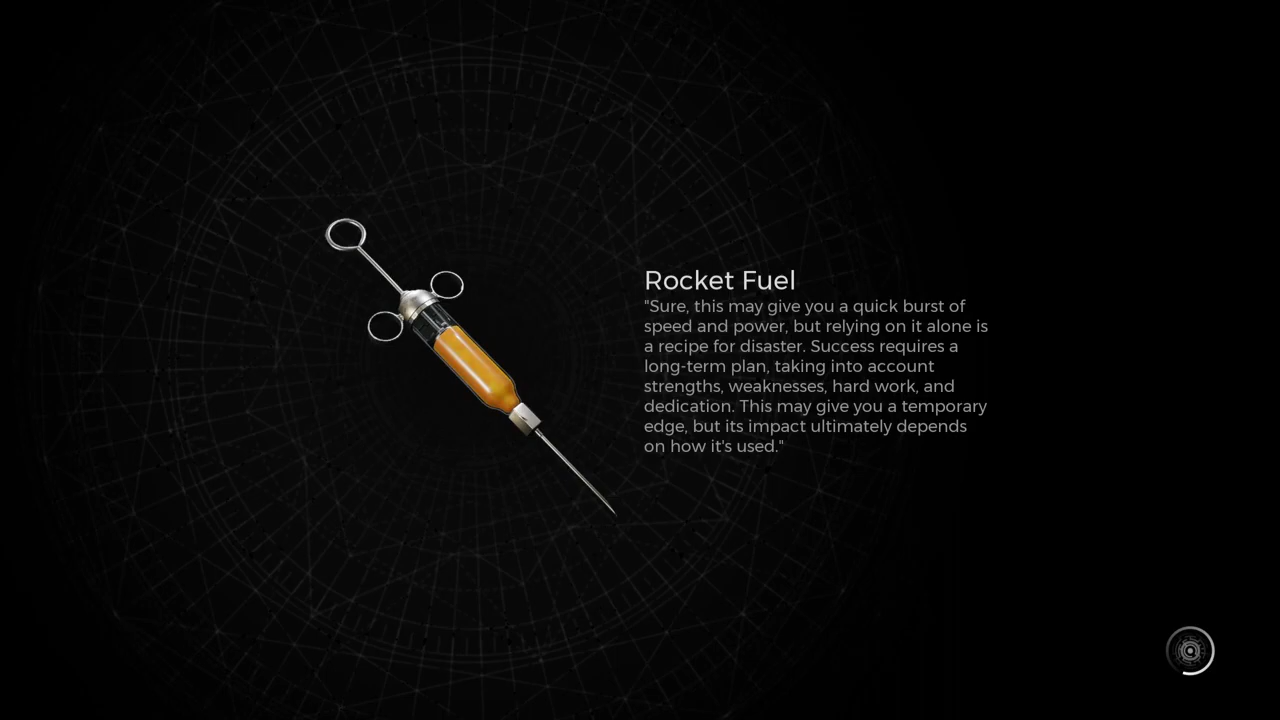 Rocket Fuel
"Sure, this may give you a quick burst of
speed and power, but relying on it alone is
a recipe for disaster. Success requires a
long-term plan, taking into account
strengths, weaknesses, hard work, and
dedication. This may give you a temporary
edge, but its impact ultimately depends
on how it's used."